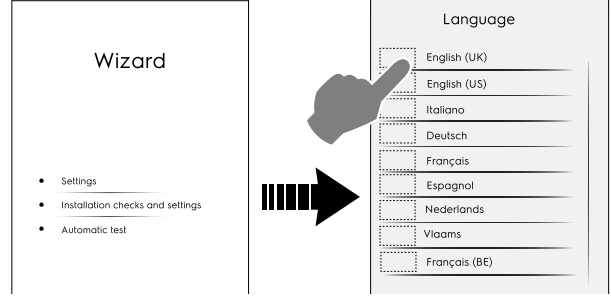 Wizard
Settings
Installation checks and settings
Automatic test
Language
English (UK)
English (US)
Italiano
Deutsch
Français
Espagnol
Nederlands
Vlaams
Français (BE)